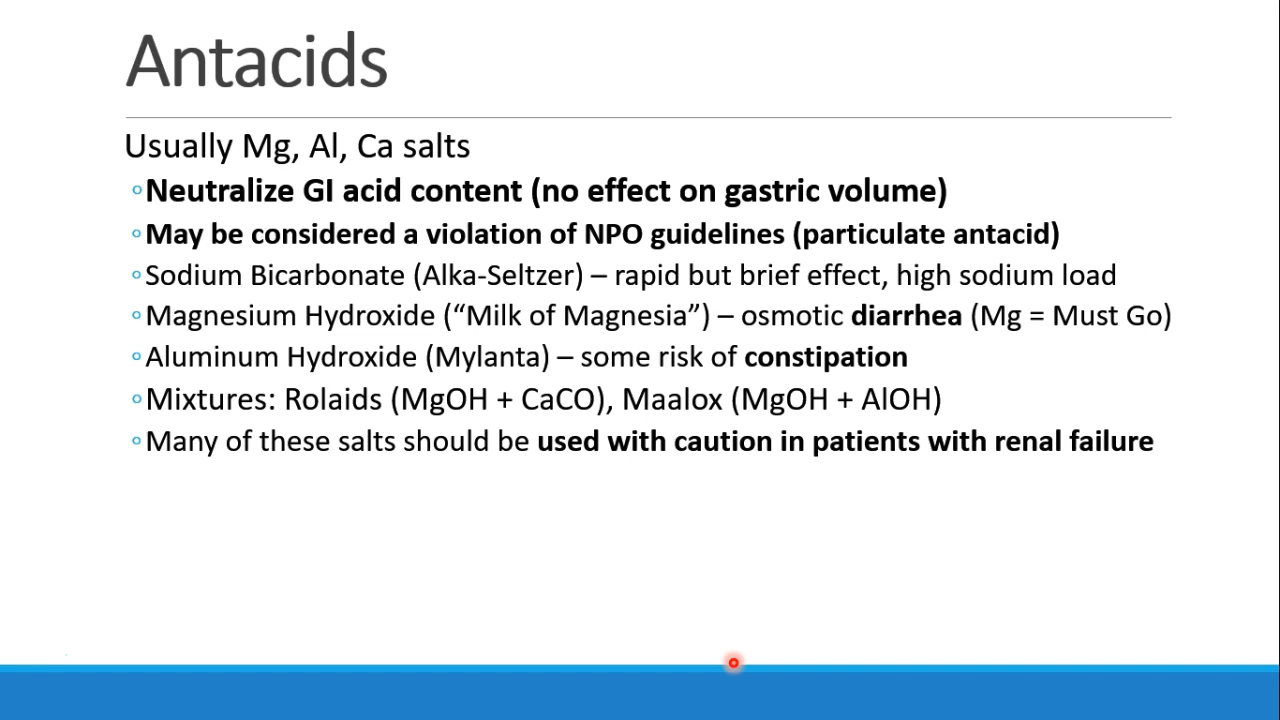 Antacids
Usually Mg, Al, Ca salts
◦Neutralize GI acid content (no effect on gastric volume)
◦May be considered a violation of NPO guidelines (particulate antacid)
◦Sodium Bicarbonate (Alka-Seltzer) – rapid but brief effect, high sodium load
◦Magnesium Hydroxide (“Milk of Magnesia”) – osmotic diarrhea (Mg = Must Go)
◦Aluminum Hydroxide (Mylanta) – some risk of constipation
◦Mixtures: Rolaids (MgOH + CaCO), Maalox (MgOH + AlOH)
◦Many of these salts should be used with caution in patients with renal failure